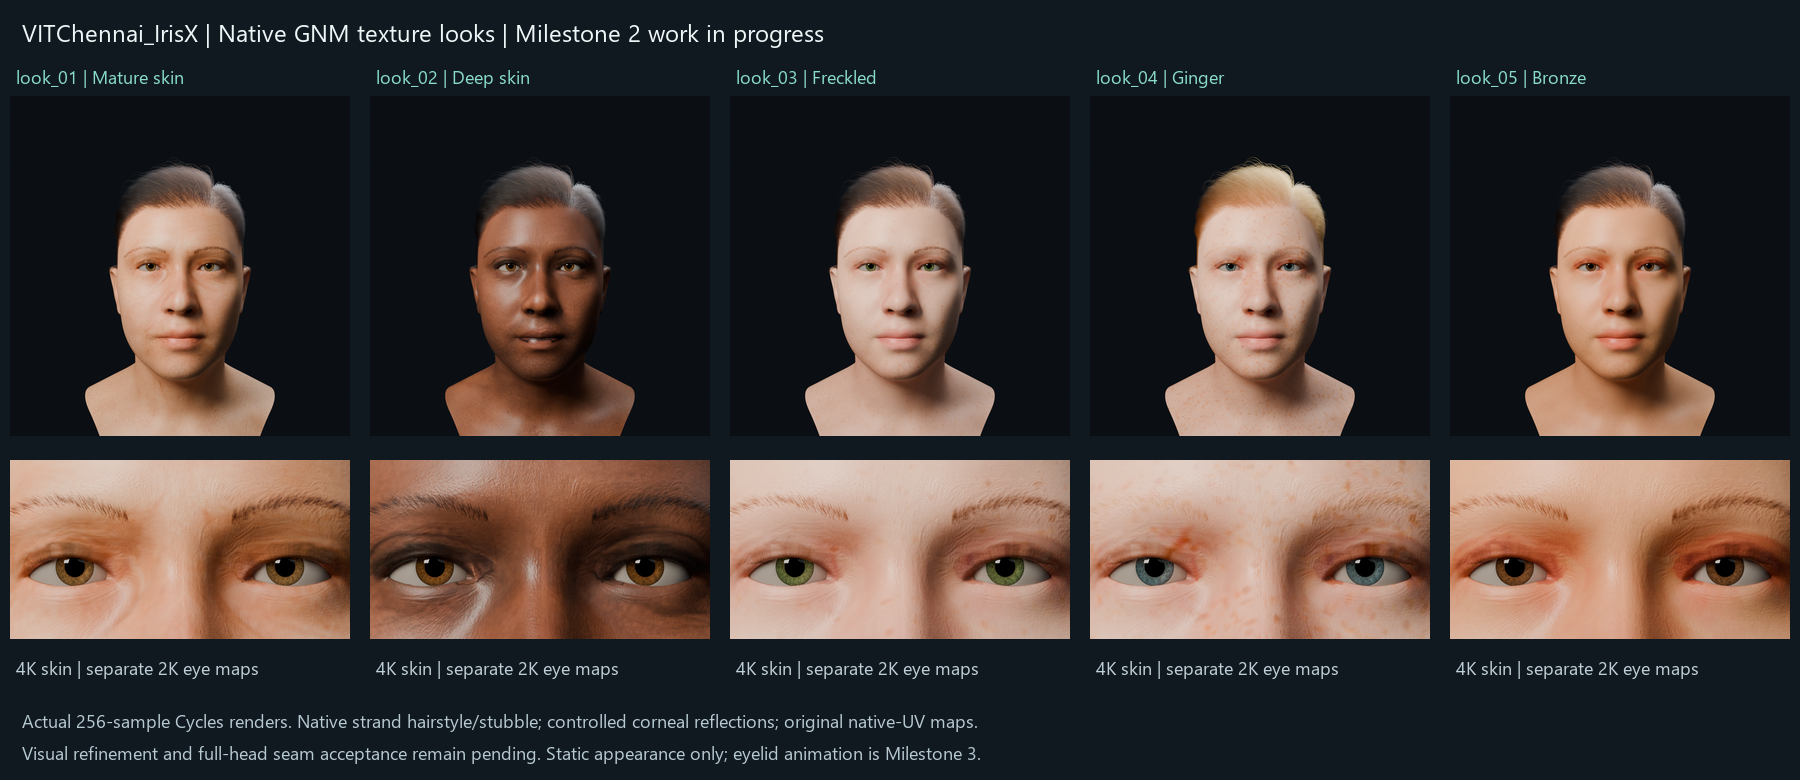 VITChennai_IrisX | Native GNM texture looks | Milestone 2 work in progress
look_01 | Mature skin
look_02 | Deep skin
look_03 | Freckled
look_04 | Ginger
look_05 | Bronze
4K skin | separate 2K eye maps
4K skin | separate 2K eye maps
4K skin | separate 2K eye maps
4K skin | separate 2K eye maps
4K skin | separate 2K eye maps
Actual 256-sample Cycles renders. Native strand hairstyle/stubble; controlled corneal reflections; original native-UV maps.
Visual refinement and full-head seam acceptance remain pending. Static appearance only; eyelid animation is Milestone 3.